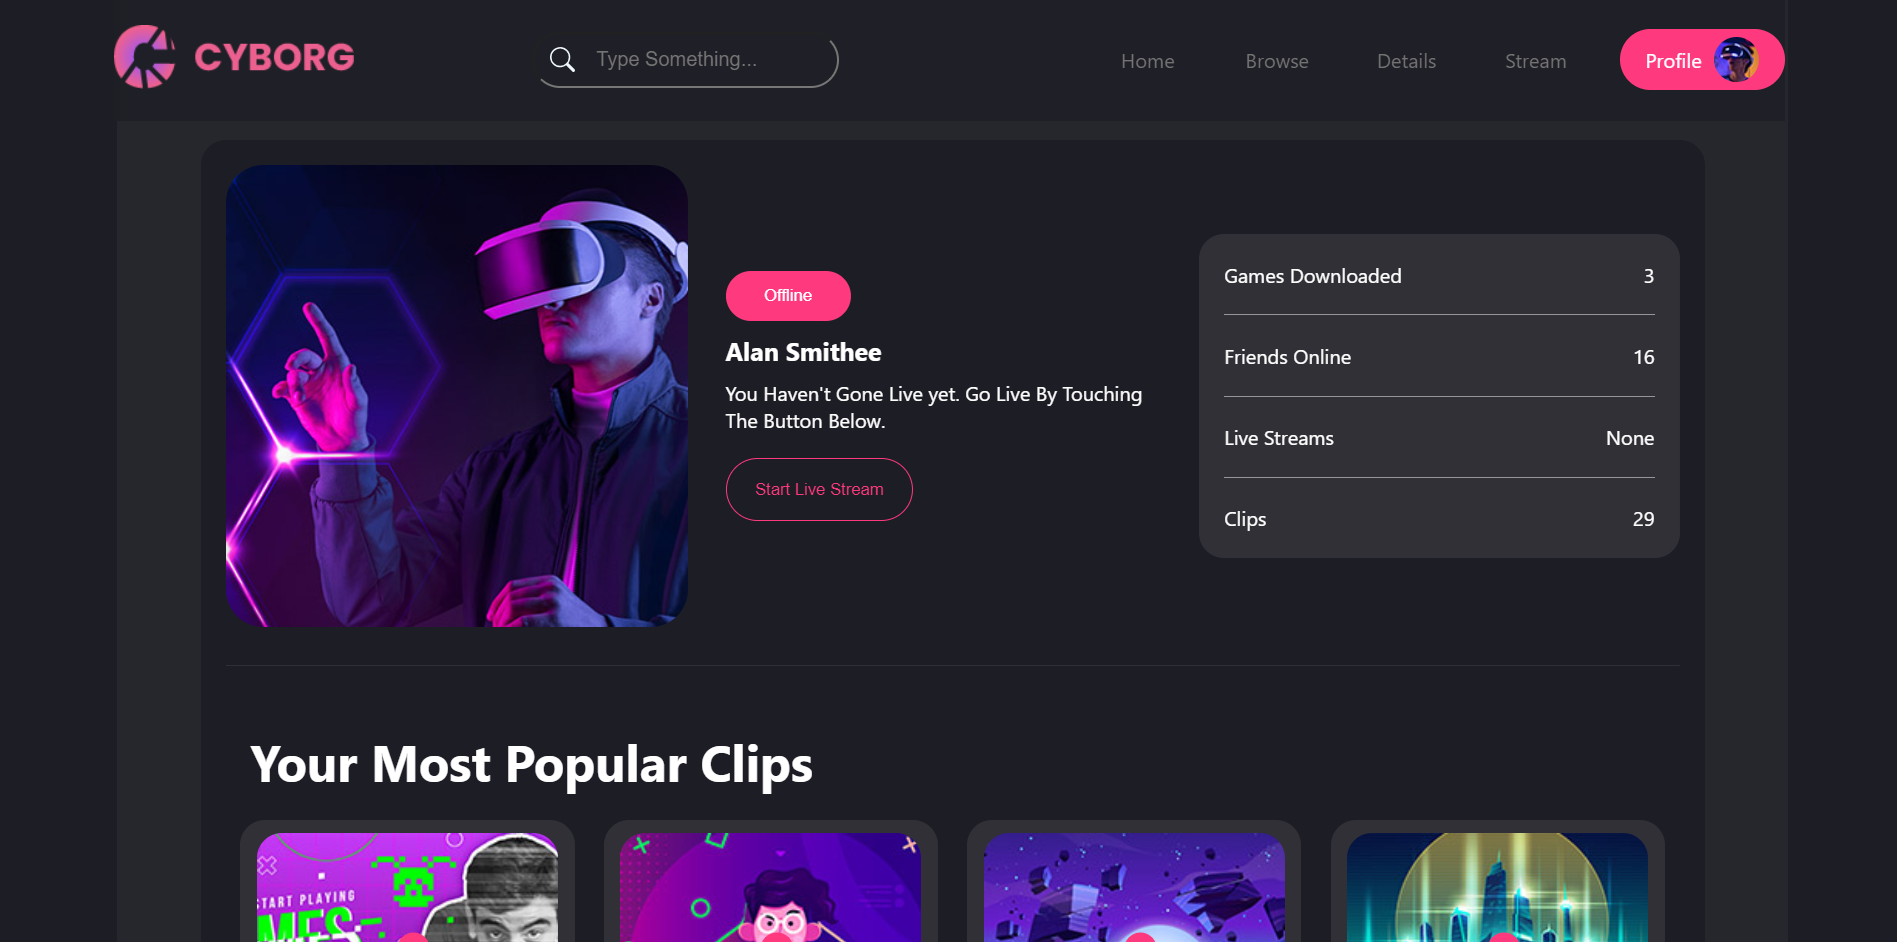 CYBORG
Type Something...
Home
Browse
Details
Stream
Profile
Offline
Alan Smithee
You Haven't Gone Live yet. Go Live By Touching
The Button Below.
Start Live Stream
Games Downloaded 3
Friends Online 16
Live Streams None
Clips 29
Your Most Popular Clips
START PLAYING